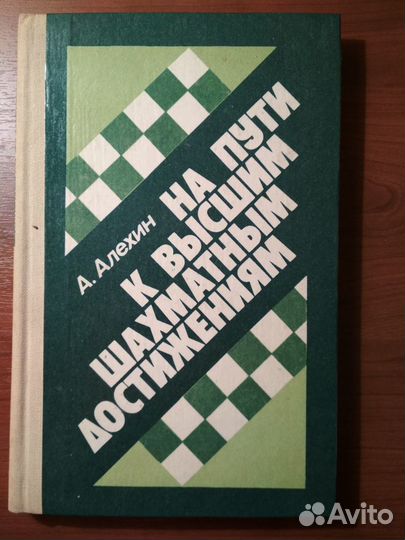 А. Алехин
НА ПУТИ
К ВЫСШИМ
ШАХМАТНЫМ
ДОСТИЖЕНИЯМ
Avito